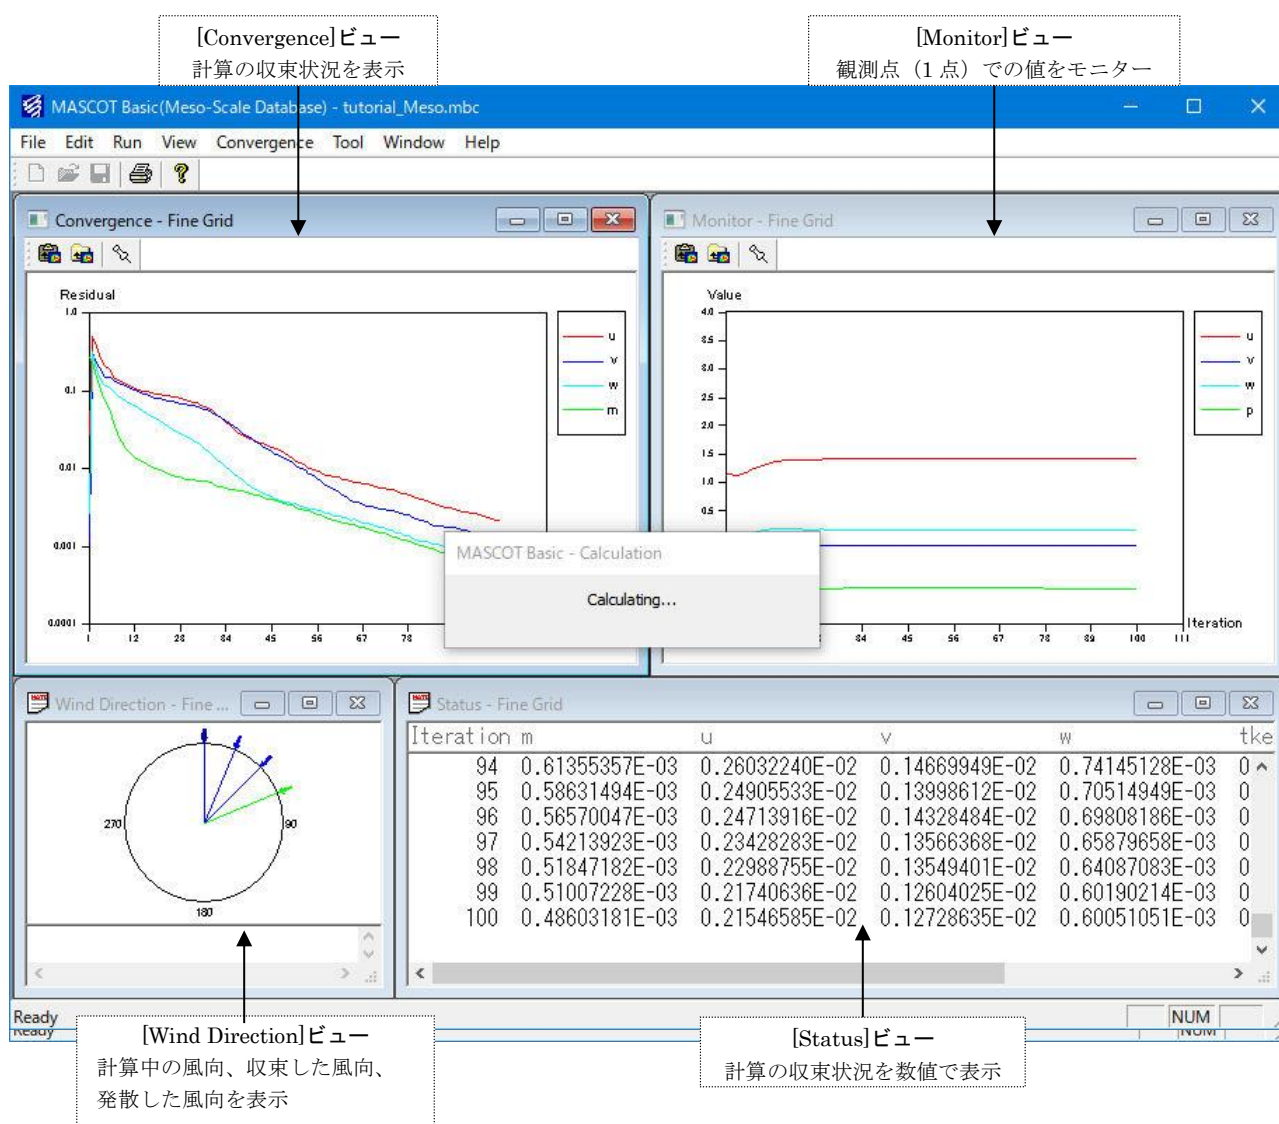 [Convergence]ビュー
計算の収束状況を表示
[Monitor]ビュー
観測点（1 点）での値をモニター
MASCOT Basic(Meso-Scale Database) - tutorial_Meso.mbc
File Edit Run View Convergence Tool Window Help
Convergence - Fine Grid
Monitor - Fine Grid
Residual
1.0
0.1
0.01
0.001
0.0001
1 12 23 34 45 56 67 78
u
v
w
m
Value
4.0
3.5
3.0
2.5
2.0
1.5
1.0
0.5
34 45 56 67 78 89 100 111
Iteration
u
v
w
p
MASCOT Basic - Calculation
Calculating...
Wind Direction - Fine ...
270
90
180
Status - Fine Grid
Iteration m u v w tke
94 0.61355357E-03 0.26032240E-02 0.14669949E-02 0.74145128E-03 0
95 0.58631494E-03 0.24905533E-02 0.13998612E-02 0.70514949E-03 0
96 0.56570047E-03 0.24713916E-02 0.14328484E-02 0.69808186E-03 0
97 0.54213923E-03 0.23428283E-02 0.13566368E-02 0.65879658E-03 0
98 0.51847182E-03 0.22988755E-02 0.13549401E-02 0.64087083E-03 0
99 0.51007228E-03 0.21740636E-02 0.12604025E-02 0.60190214E-03 0
100 0.48603181E-03 0.21546585E-02 0.12728635E-02 0.60051051E-03 0
Ready
NUM
[Wind Direction]ビュー
計算中の風向、収束した風向、
発散した風向を表示
[Status]ビュー
計算の収束状況を数値で表示